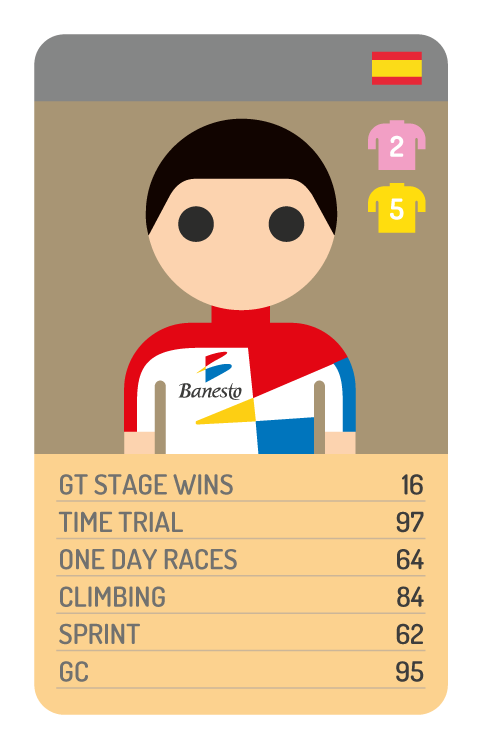 2
5
Banesto
GT STAGE WINS 16
TIME TRIAL 97
ONE DAY RACES 64
CLIMBING 84
SPRINT 62
GC 95